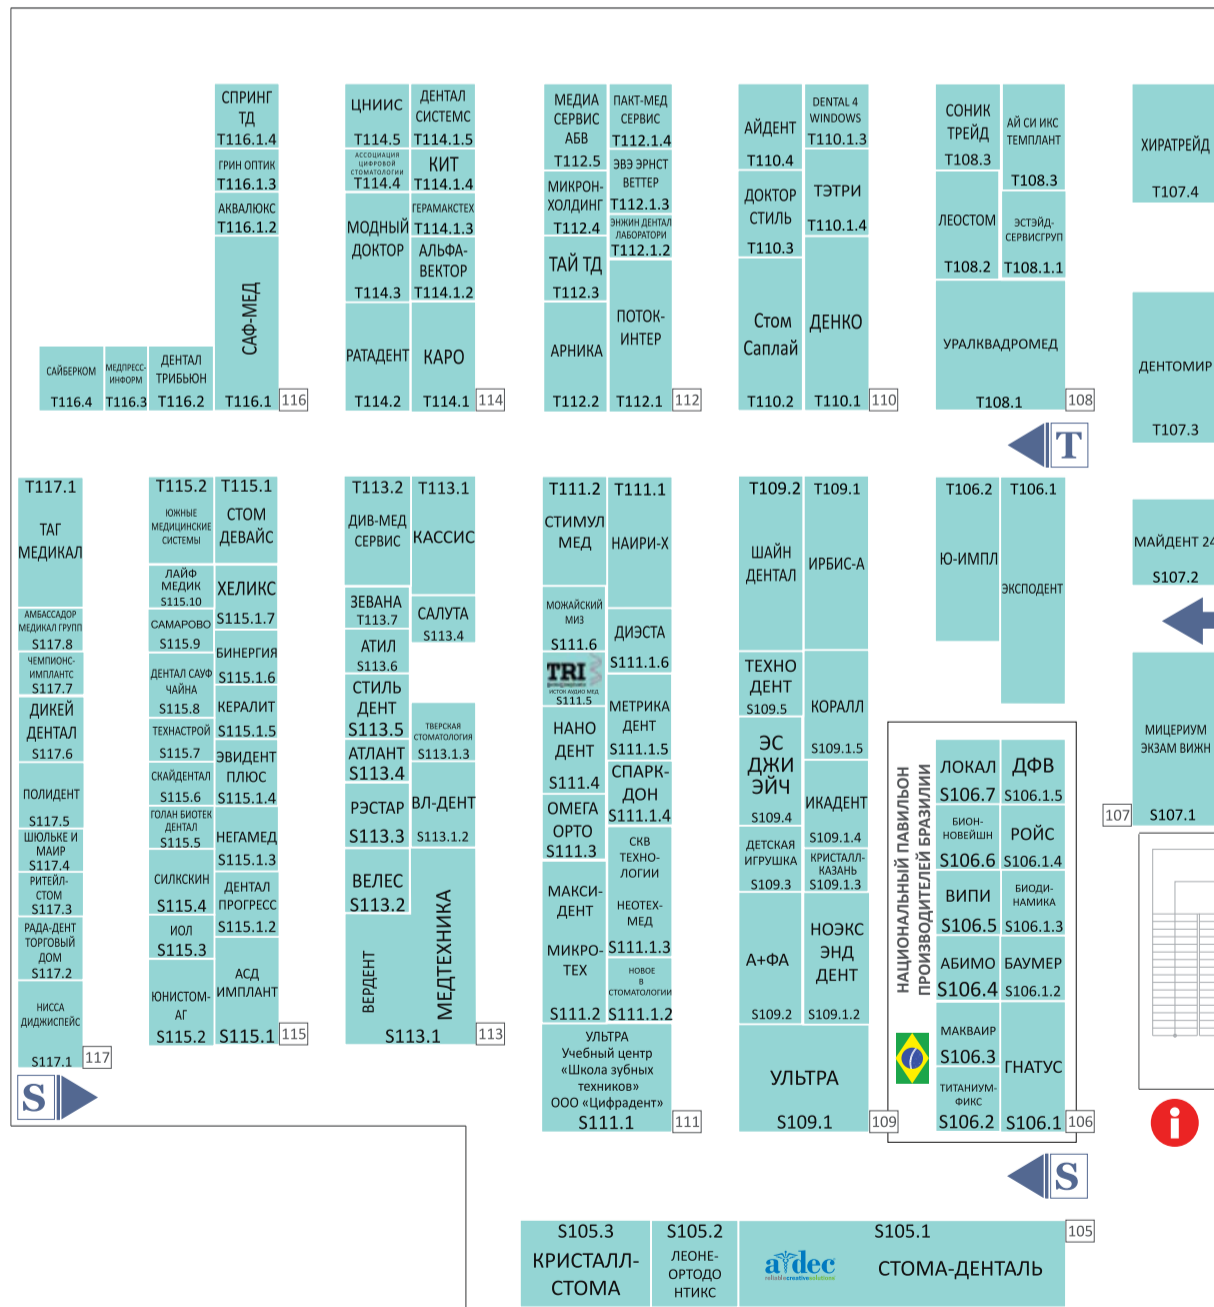 СПРИНГ
ТД
T116.1.4
ГРИН ОПТИК
T116.1.3
АКВАЛЮКС
T116.1.2
САФ-МЕД
T116.1
САЙБЕРКОМ
T116.4
МЕДПРЕСС-
ИНФОРМ
T116.3
ДЕНТАЛ
ТРИБЬЮН
T116.2
116
ЦНИИС
T114.5
АССОЦИАЦИЯ
ЦИФРОВОЙ
СТОМАТОЛОГИИ
T114.4
МОДНЫЙ
ДОКТОР
T114.3
РАТАДЕНТ
T114.2
ДЕНТАЛ
СИСТЕМС
T114.1.5
КИТ
T114.1.4
ГЕРАМАКСТЕХ
T114.1.3
АЛЬФА-
ВЕКТОР
T114.1.2
КАРО
T114.1
114
МЕДИА
СЕРВИС
АБВ
T112.5
МИКРОН-
ХОЛДИНГ
T112.4
ТАЙ ТД
T112.3
АРНИКА
T112.2
ПАКТ-МЕД
СЕРВИС
T112.1.4
ЭВЭ ЭРНСТ
ВЕТТЕР
T112.1.3
ЭНЖИН ДЕНТАЛ
ЛАБОРАТОРИ
T112.1.2
ПОТОК-
ИНТЕР
T112.1
112
АЙДЕНТ
T110.4
ДОКТОР
СТИЛЬ
T110.3
Стом
Саплай
T110.2
DENTAL 4
WINDOWS
T110.1.3
ТЭТРИ
T110.1.4
ДЕНКО
T110.1
110
СОНИК
ТРЕЙД
T108.3
ЛЕОСТОМ
T108.2
АЙ СИ ИКС
ТЕМПЛАНТ
T108.3
ЭСТЭЙД-
СЕРВИСГРУП
T108.1.1
УРАЛКВАДРОМЕД
T108.1
108
ХИРАТРЕЙД
T107.4
ДЕНТОМИР
T107.3
T
T117.1
ТАГ
МЕДИКАЛ
АМБАССАДОР
МЕДИКАЛ ГРУПП
S117.8
ЧЕМПИОНС-
ИМПЛАНТС
S117.7
ДИКЕЙ
ДЕНТАЛ
S117.6
ПОЛИДЕНТ
S117.5
ШЮЛЬКЕ И
МАИР
S117.4
РИТЕЙЛ-
СТОМ
S117.3
РАДА-ДЕНТ
ТОРГОВЫЙ
ДОМ
S117.2
НИССА
ДИДЖИСПЕЙС
S117.1
117
S
T115.2
ЮЖНЫЕ
МЕДИЦИНСКИЕ
СИСТЕМЫ
ЛАЙФ
МЕДИК
S115.10
САМАРОВО
S115.9
ДЕНТАЛ САУФ
ЧАЙНА
S115.8
ТЕХНАСТРОЙ
S115.7
СКАЙДЕНТАЛ
S115.6
ГОЛАН БИОТЕК
ДЕНТАЛ
S115.5
СИЛКСКИН
S115.4
ИОЛ
S115.3
ЮНИСТОМ-
АГ
S115.2
T115.1
СТОМ
ДЕВАЙС
ХЕЛИКС
S115.1.7
БИНЕРГИЯ
S115.1.6
КЕРАЛИТ
S115.1.5
ЭВИДЕНТ
ПЛЮС
S115.1.4
НЕГАМЕД
S115.1.3
ДЕНТАЛ
ПРОГРЕСС
S115.1.2
АСД
ИМПЛАНТ
S115.1
115
T113.2
ДИВ-МЕД
СЕРВИС
ЗЕВАНА
T113.7
АТИЛ
S113.6
СТИЛЬ
ДЕНТ
S113.5
АТЛАНТ
S113.4
РЭСТАР
S113.3
ВЕЛЕС
S113.2
ВЕРДЕНТ
T113.1
КАССИС
САЛУТА
S113.4
ТВЕРСКАЯ
СТОМАТОЛОГИЯ
S113.1.3
ВЛ-ДЕНТ
S113.1.2
МЕДТЕХНИКА
S113.1
113
T111.2
СТИМУЛ
МЕД
МОЖАЙСКИЙ
МИЗ
S111.6
TRI
ИСТОК АУДИО МЕД
S111.5
НАНО
ДЕНТ
S111.4
ОМЕГА
ОРТО
S111.3
МАКСИ-
ДЕНТ
МИКРО-
ТЕХ
S111.2
T111.1
НАИРИ-Х
ДИЭСТА
S111.1.6
МЕТРИКА
ДЕНТ
S111.1.5
СПАРК-
ДОН
S111.1.4
СКВ
ТЕХНО-
ЛОГИИ
НЕОТЕХ-
МЕД
S111.1.3
НОВОЕ
В
СТОМАТОЛОГИИ
S111.1.2
УЛЬТРА
Учебный центр
«Школа зубных
техников»
ООО «Цифрадент»
S111.1
111
T109.2
ШАЙН
ДЕНТАЛ
ТЕХНО
ДЕНТ
S109.5
ЭС
ДЖИ
ЭЙЧ
S109.4
ДЕТСКАЯ
ИГРУШКА
S109.3
А+ФА
S109.2
T109.1
ИРБИС-А
КОРАЛЛ
S109.1.5
ИКАДЕНТ
S109.1.4
КРИСТАЛЛ-
КАЗАНЬ
S109.1.3
НОЭКС
ЭНД
ДЕНТ
S109.1.2
УЛЬТРА
S109.1
109
T106.2
Ю-ИМПЛ
T106.1
ЭКСПОДЕНТ
НАЦИОНАЛЬНЫЙ ПАВИЛЬОН
ПРОИЗВОДИТЕЛЕЙ БРАЗИЛИИ
ЛОКАЛ
S106.7
БИОН-
НОВЕЙШН
S106.6
ВИПИ
S106.5
АБИМО
S106.4
МАКВАИР
S106.3
ТИТАНИУМ-
ФИКС
S106.2
ДФВ
S106.1.5
РОЙС
S106.1.4
БИОДИ-
НАМИКА
S106.1.3
БАУМЕР
S106.1.2
ГНАТУС
S106.1
106
МАЙДЕНТ 24
S107.2
МИЦЕРИУМ
ЭКЗАМ ВИЖН
S107.1
107
i
S
S105.3
КРИСТАЛЛ-
СТОМА
S105.2
ЛЕОНЕ-
ОРТОДО
НТИКС
S105.1
a dec
reliablecreativesolutions
СТОМА-ДЕНТАЛЬ
105